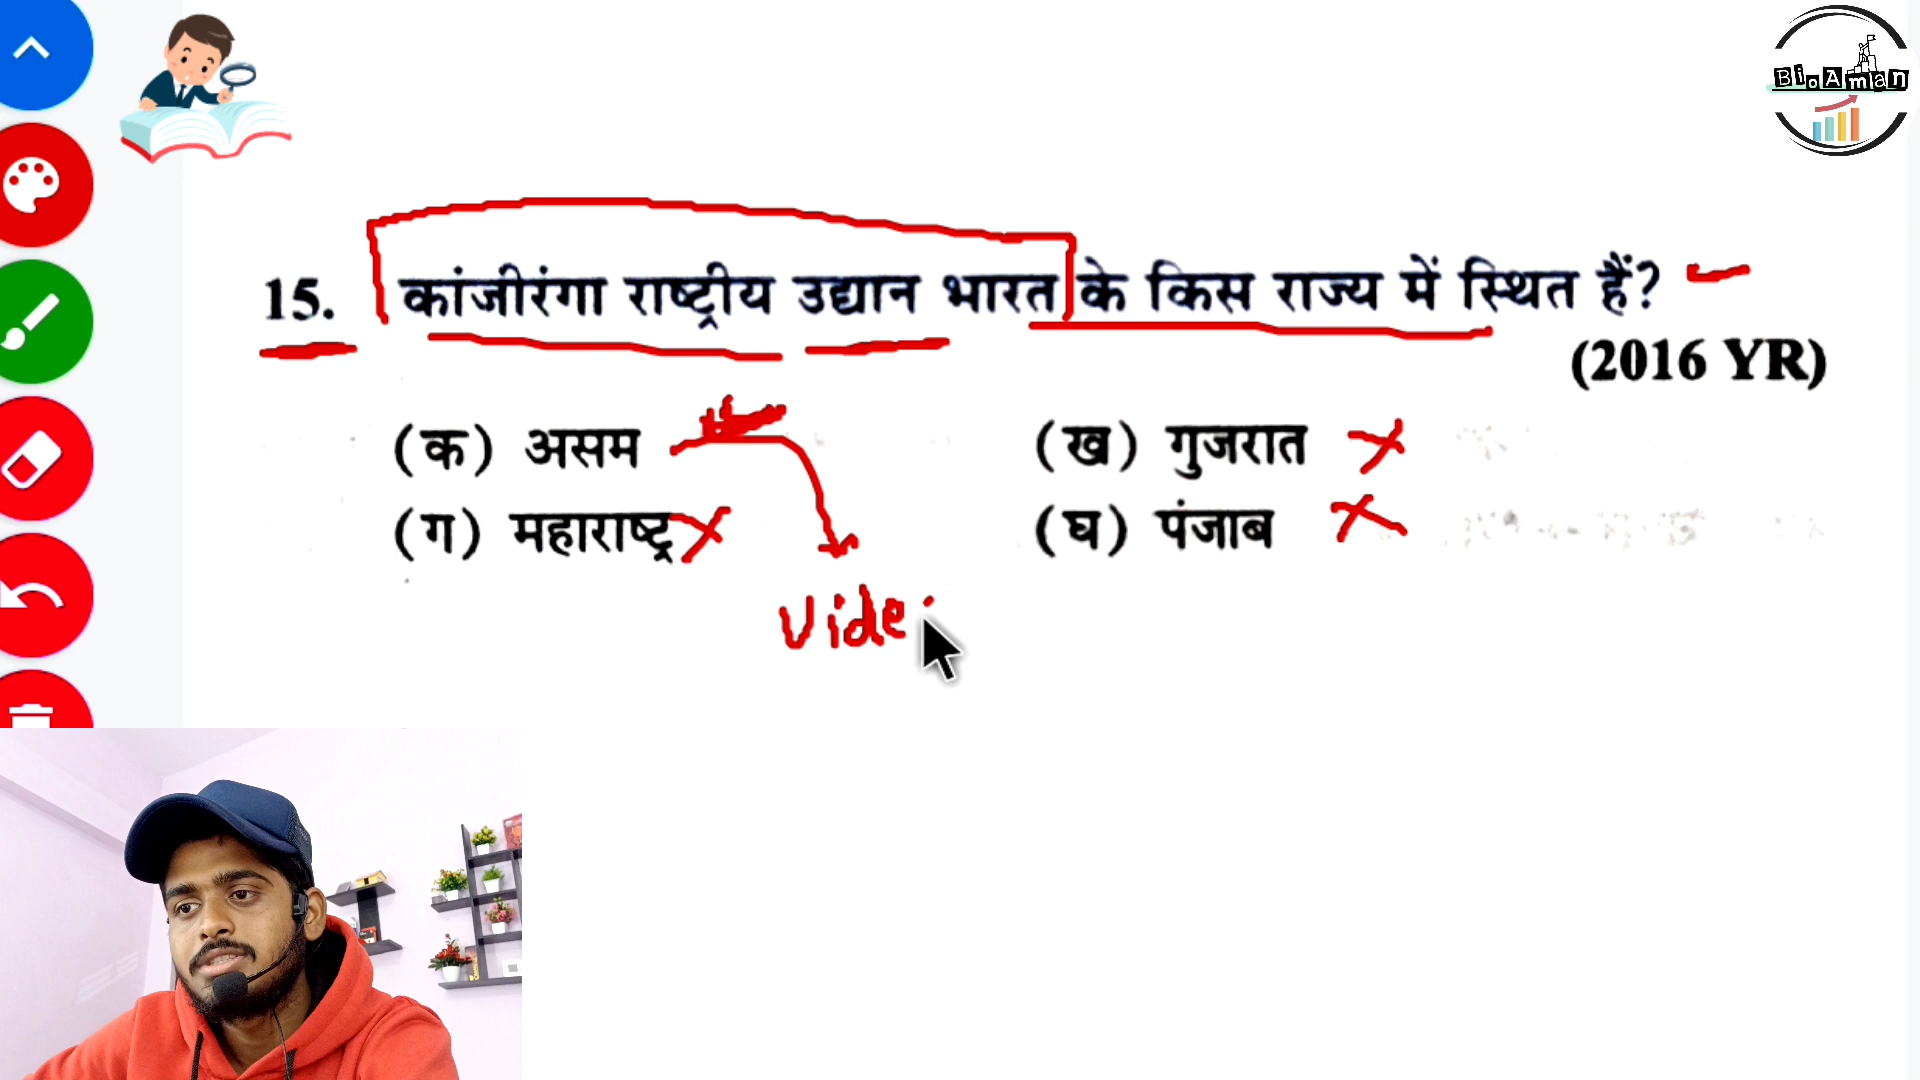 BioAman
15. कांजीरंगा राष्ट्रीय उद्यान भारत के किस राज्य में स्थित हैं?
(2016 YR)
(क) असम (ख) गुजरात
(ग) महाराष्ट्र (घ) पंजाब
Vide